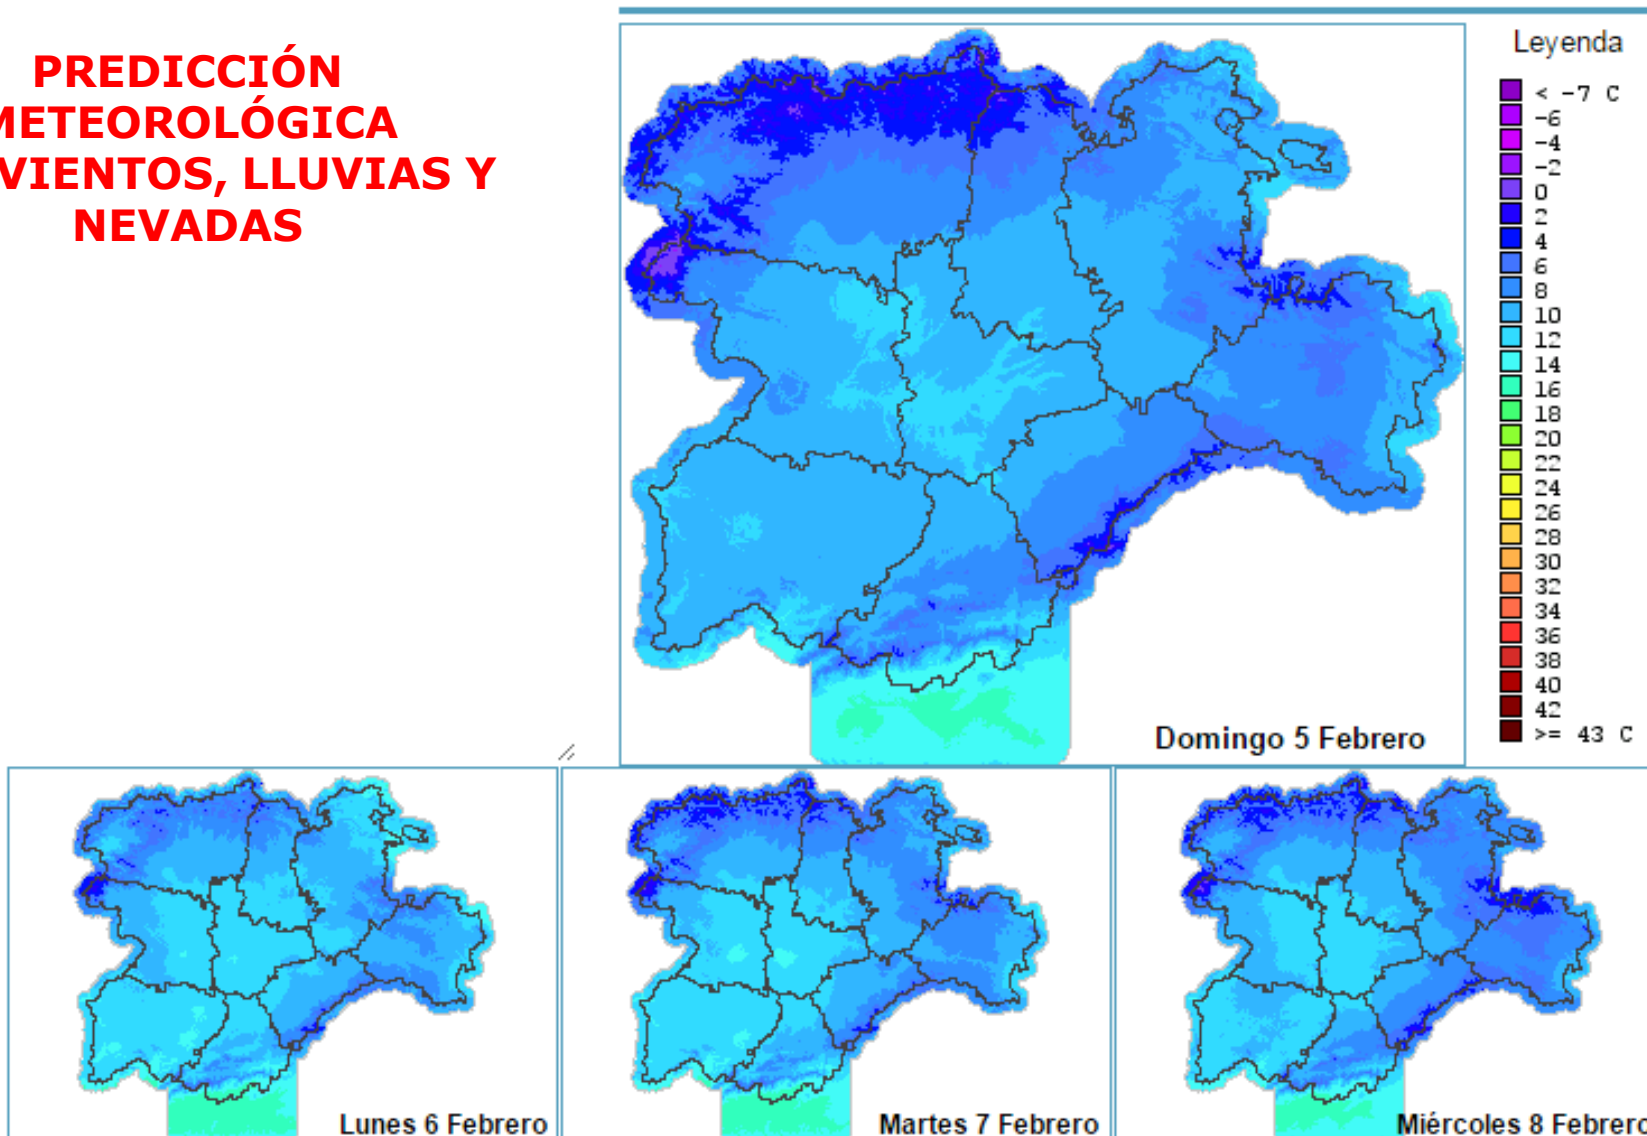 PREDICCIÓN
METEOROLÓGICA
VIENTOS, LLUVIAS Y
NEVADAS
Leyenda
< -7 C
-6
-4
-2
0
2
4
6
8
10
12
14
16
18
20
22
24
26
28
30
32
34
36
38
40
42
>= 43 C
Domingo 5 Febrero
Lunes 6 Febrero
Martes 7 Febrero
Miércoles 8 Febrero